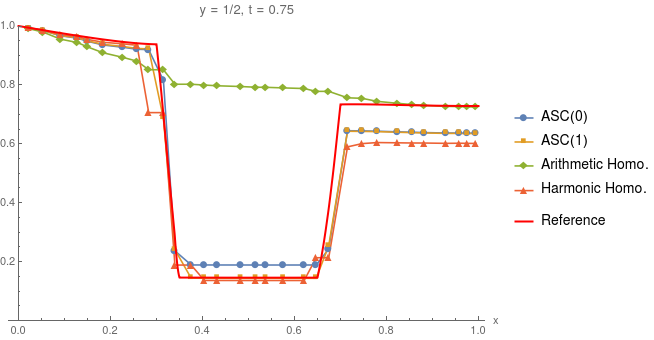 y = 1/2, t = 0.75
1.0
0.8
0.6
0.4
0.2
0.0
0.2
0.4
0.6
0.8
1.0
x
ASC(0)
ASC(1)
Arithmetic Homo.
Harmonic Homo.
Reference